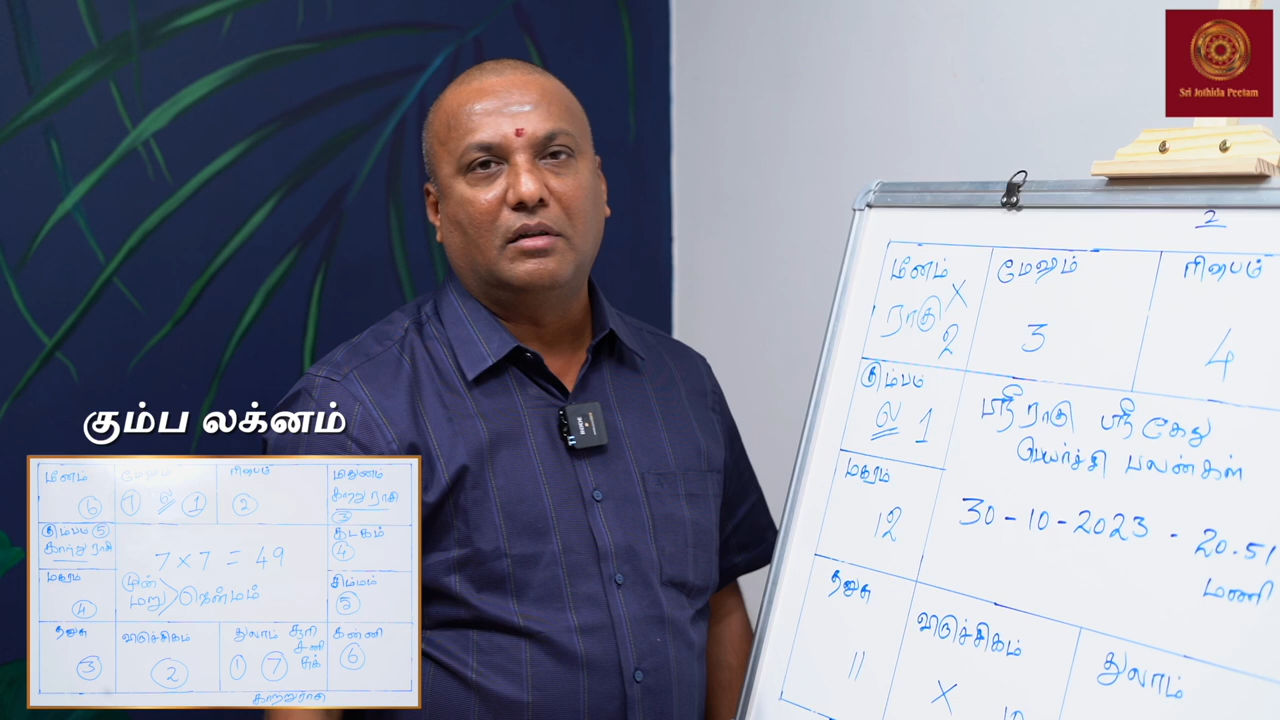 Sri Jothida Peetam
2
மீனம்
X
ராகு
2
மேஷம்
3
ரிஷபம்
4
கும்பம்
ல 1
ஸ்ரீ ராகு ஸ்ரீ கேது
பெயர்ச்சி பலன்கள்
30-10-2023 - 20.51
மணி
மகரம்
12
தனுசு
11
விருச்சிகம்
X
10
துலாம்
கும்ப லக்னம்
மீனம்
6
மேஷம்
1 ல 1
ரிஷபம்
2
மிதுனம்
காற்று ராசி
3
கும்பம் 5
காற்று ராசி
கடகம்
4
7 x 7 = 49
முன்
மறு
ஜென்மம்
மகரம்
4
சிம்மம்
5
தனுசு
3
விருச்சிகம்
2
துலாம்
சனி
1 7
கன்னி
6
காற்று ராசி